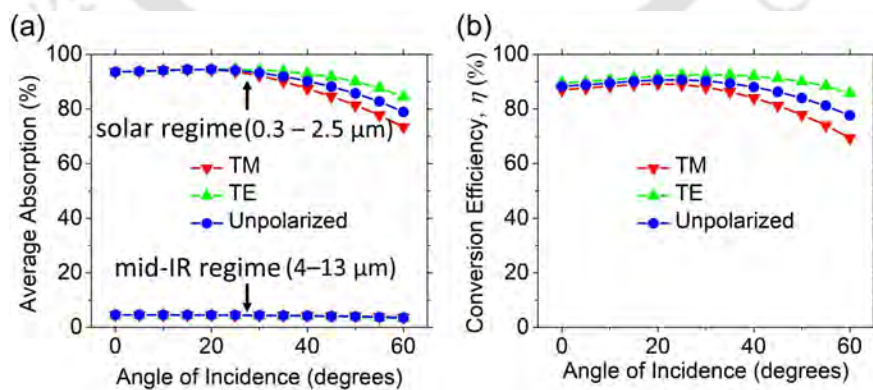 (a)
100
80
60
40
20
0
Average Absorption (%)
solar regime (0.3 – 2.5 μm)
TM
TE
Unpolarized
mid-IR regime (4–13 μm)
0 20 40 60
Angle of Incidence (degrees)
(b)
100
80
60
40
20
0
Conversion Efficiency, η (%)
TM
TE
Unpolarized
0 20 40 60
Angle of Incidence (degrees)